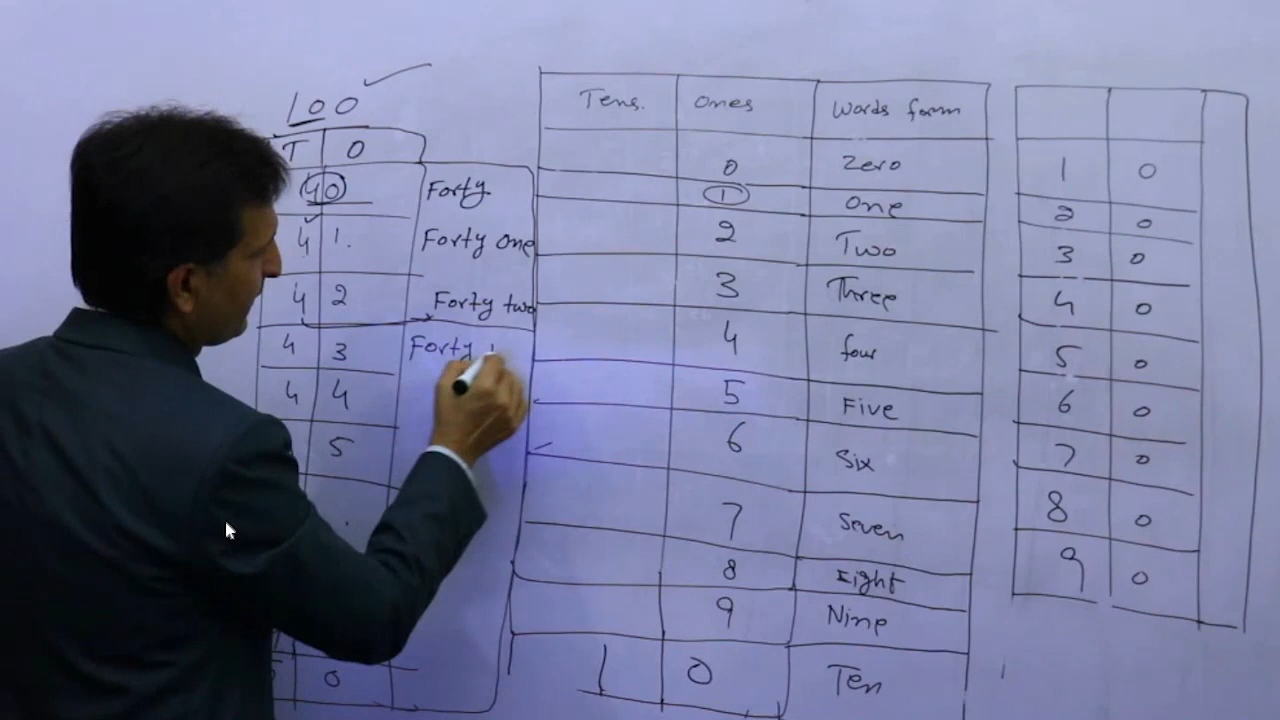 100
T 0
40 Forty
4 1. Forty one
4 2 Forty two
4 3 Forty
4 4
5
0
Tens. Ones Words form
0 Zero
1 One
2 Two
3 Three
4 four
5 Five
6 Six
7 Seven
8 Eight
9 Nine
1 0 Ten
1 0
2 0
3 0
4 0
5 0
6 0
7 0
8 0
9 0